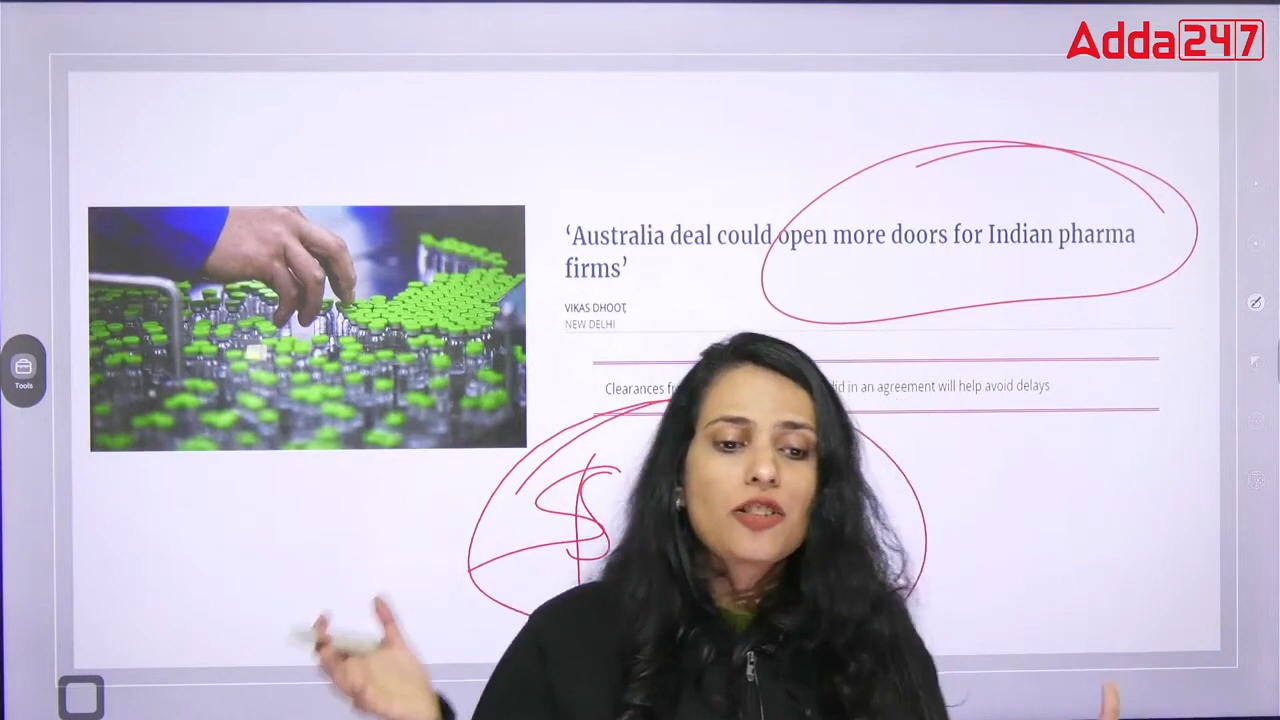 Adda247
‘Australia deal could open more doors for Indian pharma
firms’
VIKAS DHOOT,
NEW DELHI
Clearances did in an agreement will help avoid delays
$
Tools